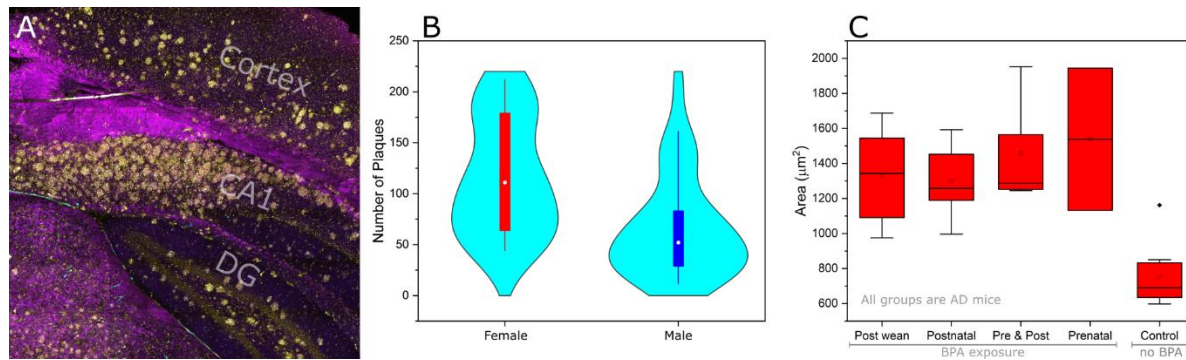 A
Cortex
CA1
DG
B
Number of Plaques
250
200
150
100
50
0
Female
Male
C
Area (μm²)
2000
1800
1600
1400
1200
1000
800
600
All groups are AD mice
Post wean
Postnatal
Pre & Post
Prenatal
Control
BPA exposure
no BPA